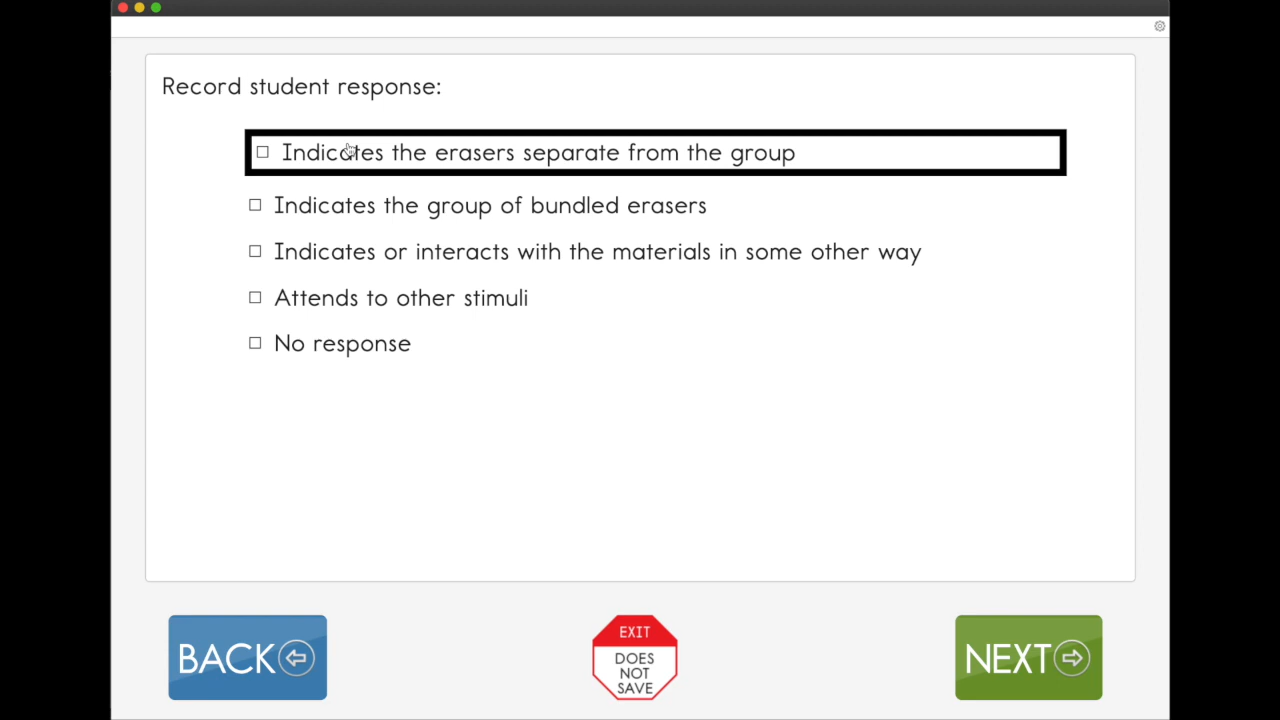 Record student response:
Indicates the erasers separate from the group
Indicates the group of bundled erasers
Indicates or interacts with the materials in some other way
Attends to other stimuli
No response
BACK
EXIT
DOES
NOT
SAVE
NEXT